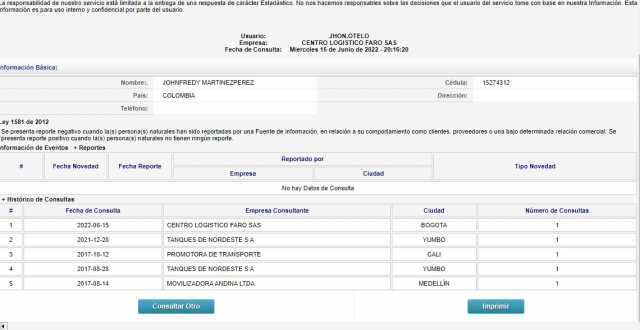 La responsabilidad de nuestro servicio está limitada a la entrega de una respuesta de carácter Estadístico. No nos hacemos responsables sobre las decisiones que el usuario del servicio tome con base en nuestra Información. Esta
nformación es para uso interno y confidencial por parte del usuario.
Usuario: JHON.OTELO
Empresa: CENTRO LOGISTICO FARO SAS
Fecha de Consulta: Miercoles 15 de Junio de 2022 - 20:16:20
nformación Básica:
Nombre: JOHNFREDY MARTINEZPEREZ Cédula: 15274312
País: COLOMBIA Dirección:
Teléfono:
Ley 1581 de 2012
Se presenta reporte negativo cuando la(s) persona(s) naturales han sido reportadas por una Fuente de información, en relación a su comportamiento como clientes, proveedores o una bajo determinada relación comercial. Se
presenta reporte positivo cuando la(s) persona(s) naturales no tienen ningún reporte.
nformación de Eventos + Reportes
# Fecha Novedad Fecha Reporte Reportado por Tipo Novedad
Empresa Ciudad
No hay Datos de Consulta
+ Histórico de Consultas
# Fecha de Consulta Empresa Consultante Ciudad Número de Consultas
1 2022-06-15 CENTRO LOGISTICO FARO SAS BOGOTA 1
2 2021-12-28 TANQUES DE NORDESTE S A YUMBO 1
3 2017-10-12 PROMOTORA DE TRANSPORTE CALI 1
4 2017-08-28 TANQUES DE NORDESTE S A YUMBO 1
5 2017-08-14 MOVILIZADORA ANDINA LTDA. MEDELLÍN 1
Consultar Otro Imprimir